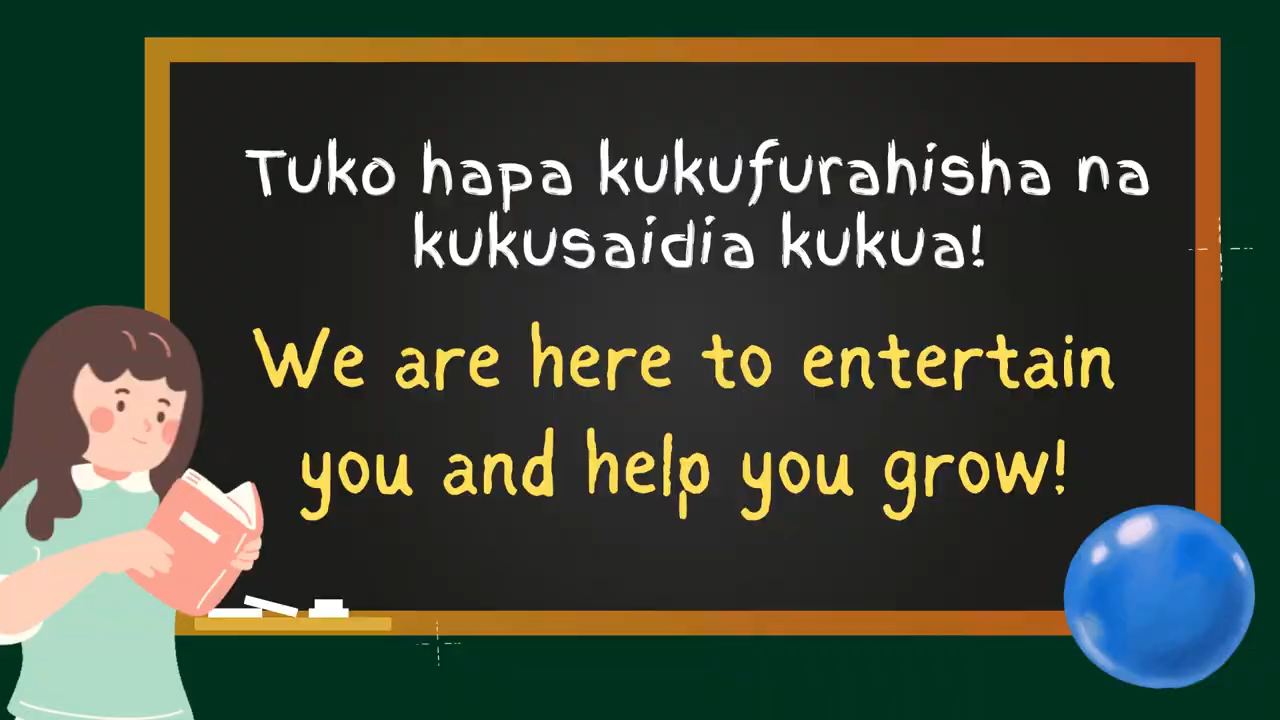 Tuko hapa kukufurahisha na
kukusaidia kukua!
We are here to entertain
you and help you grow!